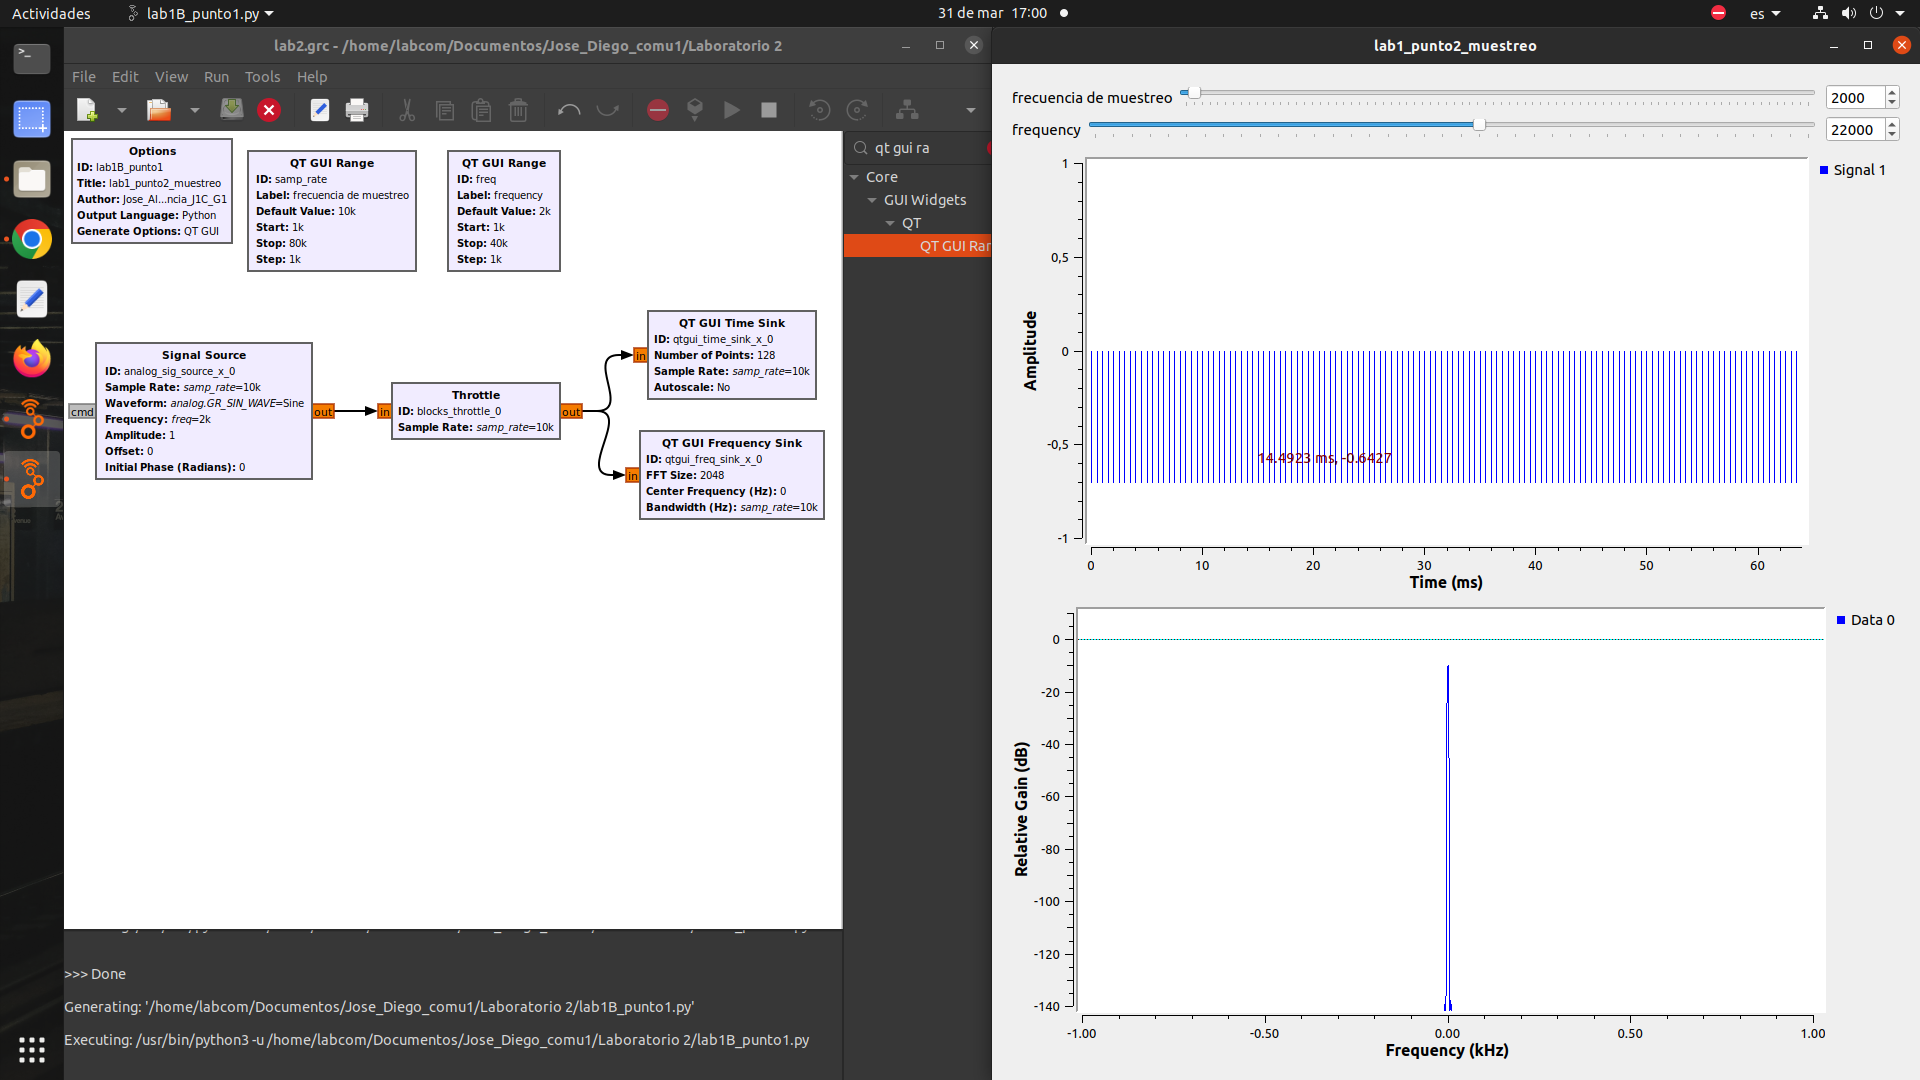 Actividades
lab1B_punto1.py
31 de mar 17:00
es
lab2.grc - /home/labcom/Documentos/Jose_Diego_comu1/Laboratorio 2
File Edit View Run Tools Help
Options
ID: lab1B_punto1
Title: lab1_punto2_muestreo
Author: Jose_Al...ncia_J1C_G1
Output Language: Python
Generate Options: QT GUI
QT GUI Range
ID: samp_rate
Label: frecuencia de muestreo
Default Value: 10k
Start: 1k
Stop: 80k
Step: 1k
QT GUI Range
ID: freq
Label: frequency
Default Value: 2k
Start: 1k
Stop: 40k
Step: 1k
Signal Source
ID: analog_sig_source_x_0
Sample Rate: samp_rate=10k
Waveform: analog.GR_SIN_WAVE=Sine
Frequency: freq=2k
Amplitude: 1
Offset: 0
Initial Phase (Radians): 0
cmd
out
in
Throttle
ID: blocks_throttle_0
Sample Rate: samp_rate=10k
out
in
QT GUI Time Sink
ID: qtgui_time_sink_x_0
Number of Points: 128
Sample Rate: samp_rate=10k
Autoscale: No
in
QT GUI Frequency Sink
ID: qtgui_freq_sink_x_0
FFT Size: 2048
Center Frequency (Hz): 0
Bandwidth (Hz): samp_rate=10k
qt gui ra
Core
GUI Widgets
QT
QT GUI Ran
>>> Done
Generating: '/home/labcom/Documentos/Jose_Diego_comu1/Laboratorio 2/lab1B_punto1.py'
Executing: /usr/bin/python3 -u /home/labcom/Documentos/Jose_Diego_comu1/Laboratorio 2/lab1B_punto1.py
lab1_punto2_muestreo
frecuencia de muestreo
2000
frequency
22000
1
0,5
0
-0,5
-1
Amplitude
Signal 1
14.4923 ms, -0.6427
0 10 20 30 40 50 60
Time (ms)
0
-20
-40
-60
-80
-100
-120
-140
Relative Gain (dB)
Data 0
-1.00 -0.50 0.00 0.50 1.00
Frequency (kHz)